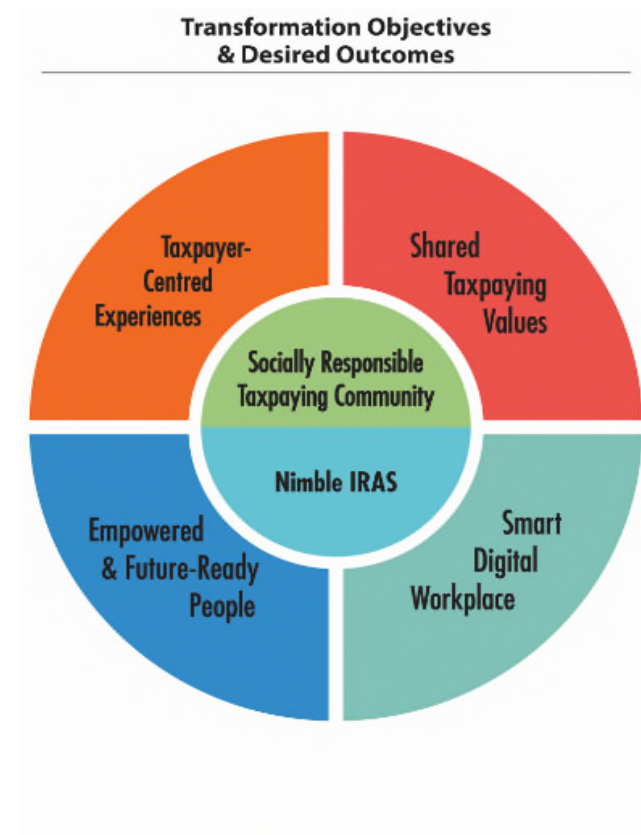 Transformation Objectives
& Desired Outcomes
Taxpayer-
Centred
Experiences
Shared
Taxpaying
Values
Socially Responsible
Taxpaying Community
Nimble IRAS
Empowered
& Future-Ready
People
Smart
Digital
Workplace